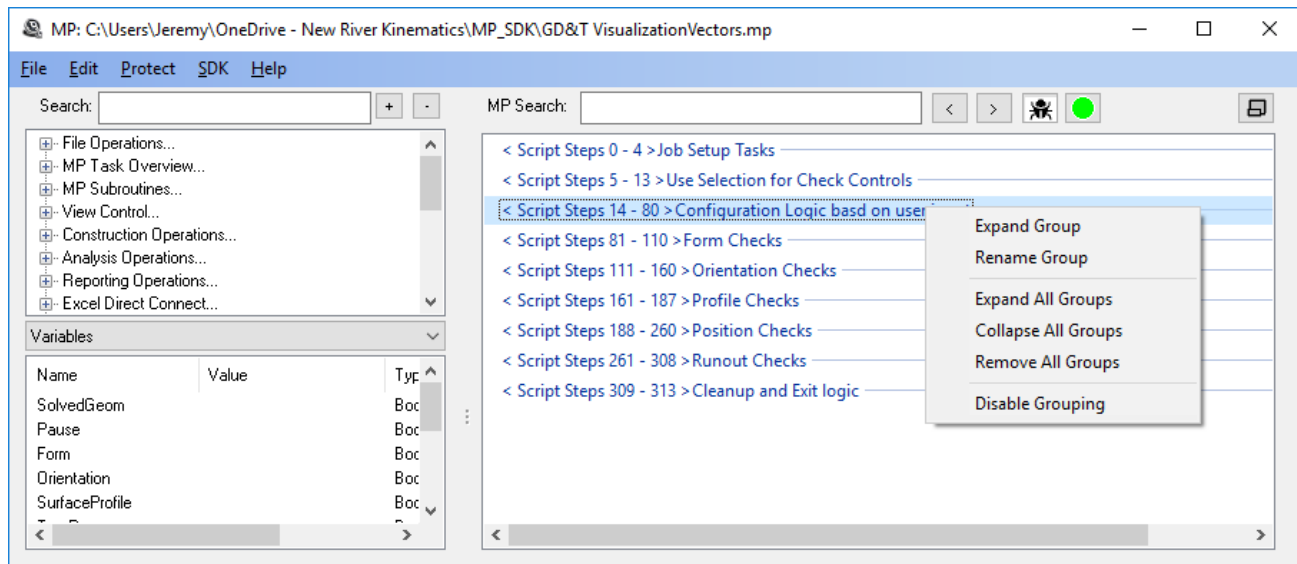 MP: C:\Users\Jeremy\OneDrive - New River Kinematics\MP_SDK\GD&T VisualizationVectors.mp
File Edit Protect SDK Help
Search: + -
MP Search: < >
File Operations...
MP Task Overview...
MP Subroutines...
View Control...
Construction Operations...
Analysis Operations...
Reporting Operations...
Excel Direct Connect...
Variables
Name Value Typ
SolvedGeom Boo
Pause Boo
Form Boo
Orientation Boo
SurfaceProfile Boo
< Script Steps 0 - 4 >Job Setup Tasks
< Script Steps 5 - 13 >Use Selection for Check Controls
< Script Steps 14 - 80 >Configuration Logic basd on user
< Script Steps 81 - 110 >Form Checks
< Script Steps 111 - 160 >Orientation Checks
< Script Steps 161 - 187 >Profile Checks
< Script Steps 188 - 260 >Position Checks
< Script Steps 261 - 308 >Runout Checks
< Script Steps 309 - 313 >Cleanup and Exit logic
Expand Group
Rename Group
Expand All Groups
Collapse All Groups
Remove All Groups
Disable Grouping